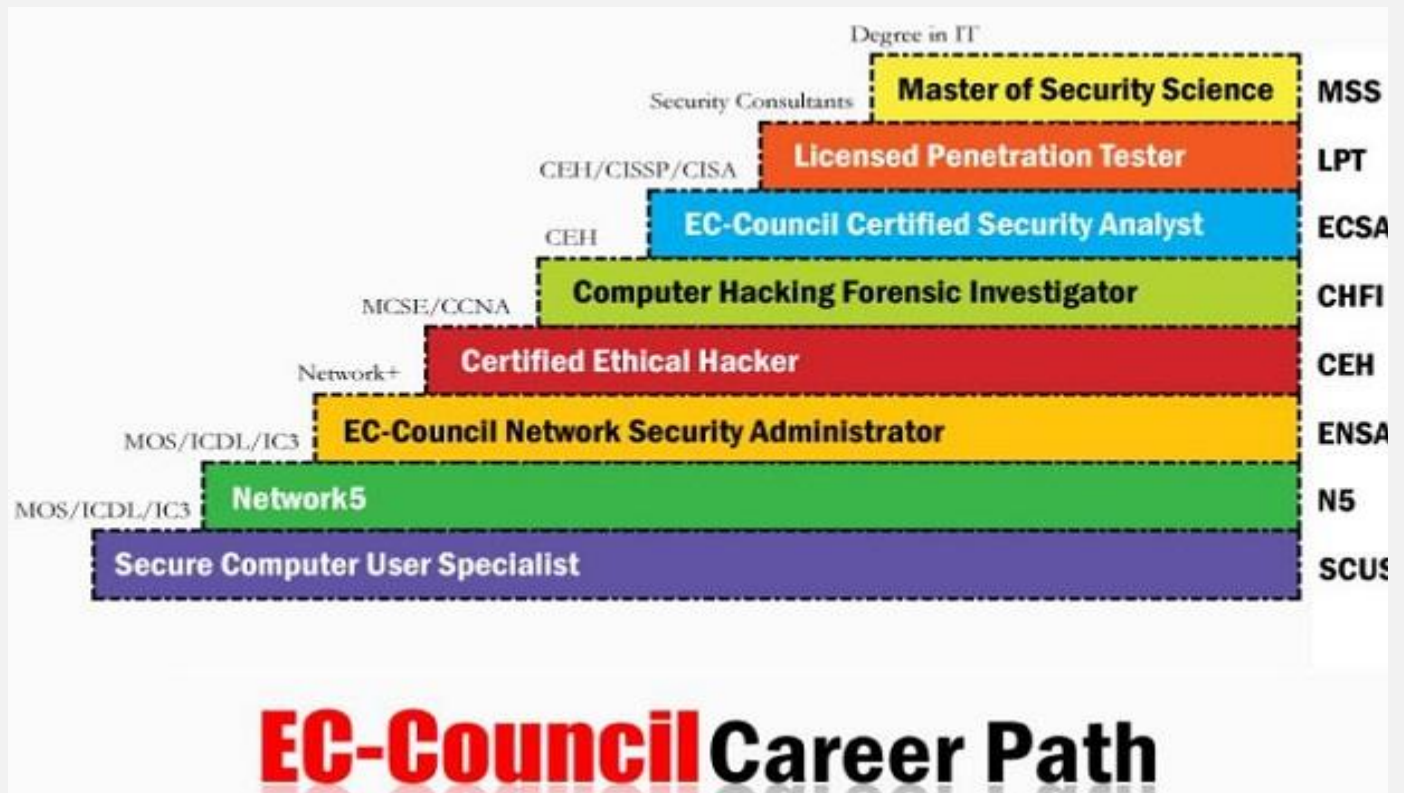 Degree in IT
Master of Security Science MSS
Security Consultants
Licensed Penetration Tester LPT
CEH/CISSP/CISA
EC-Council Certified Security Analyst ECSA
CEH
Computer Hacking Forensic Investigator CHFI
MCSE/CCNA
Certified Ethical Hacker CEH
Network+
EC-Council Network Security Administrator ENSA
MOS/ICDL/IC3
Network5 N5
MOS/ICDL/IC3
Secure Computer User Specialist SCUS
EC-Council Career Path